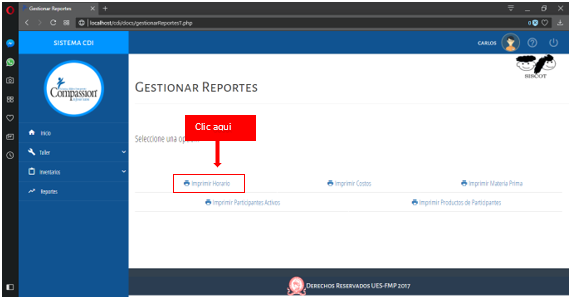 Gestionar Reportes
localhost/cdi/docs/gestionarReportesT.php
SISTEMA CDI
CARLOS
BISCOT
Compassion
GESTIONAR REPORTES
Clic aqui
Seleccione una op
Inicio
Taller
Inventarios
Reportes
Imprimir Horario
Imprimir Costos
Imprimir Materia Prima
Imprimir Participantes Activos
Imprimir Productos de Participantes
DERECHOS RESERVADOS UES-FMP 2017